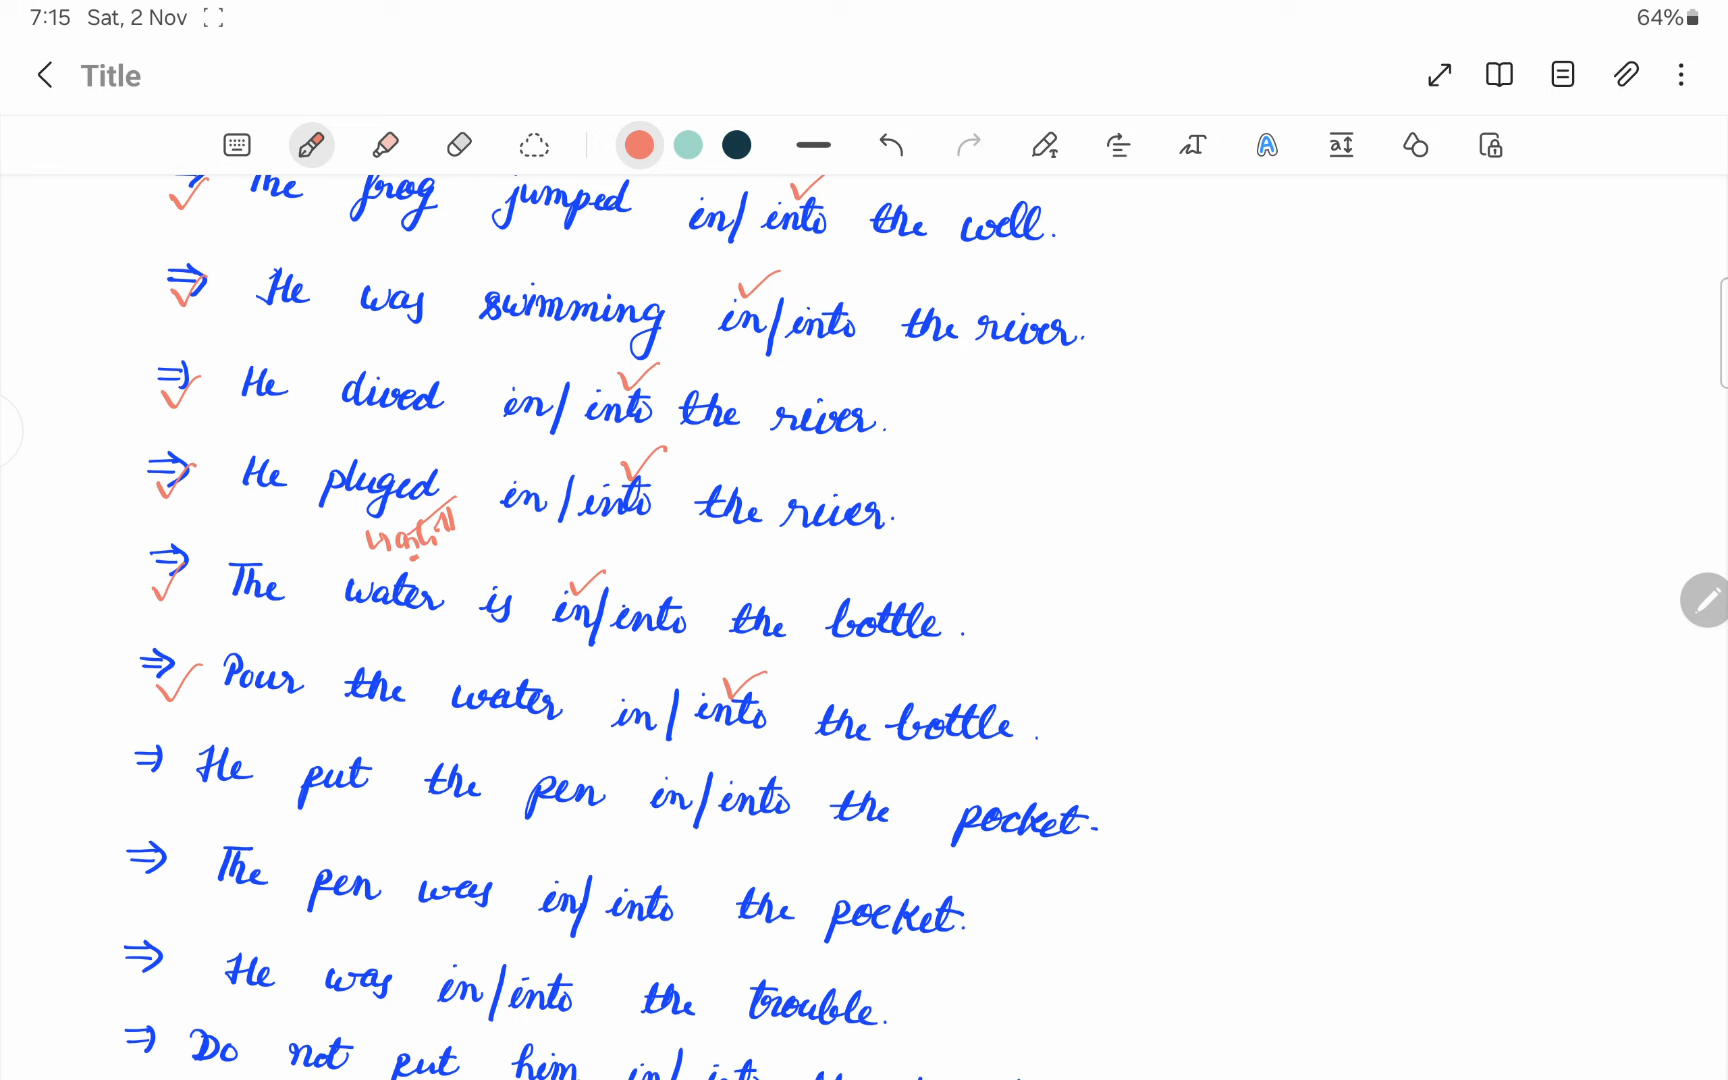 7:15 Sat, 2 Nov 64%
Title
The frog jumped in/into the well.
⇒ He was swimming in/into the river.
⇒ He dived in/into the river.
⇒ He pluged in/into the river.
⇒ The water is in/into the bottle.
⇒ Pour the water in/into the bottle.
⇒ He put the pen in/into the pocket.
⇒ The pen was in/into the pocket.
⇒ He was in/into the trouble.
⇒ Do not put him in/into the